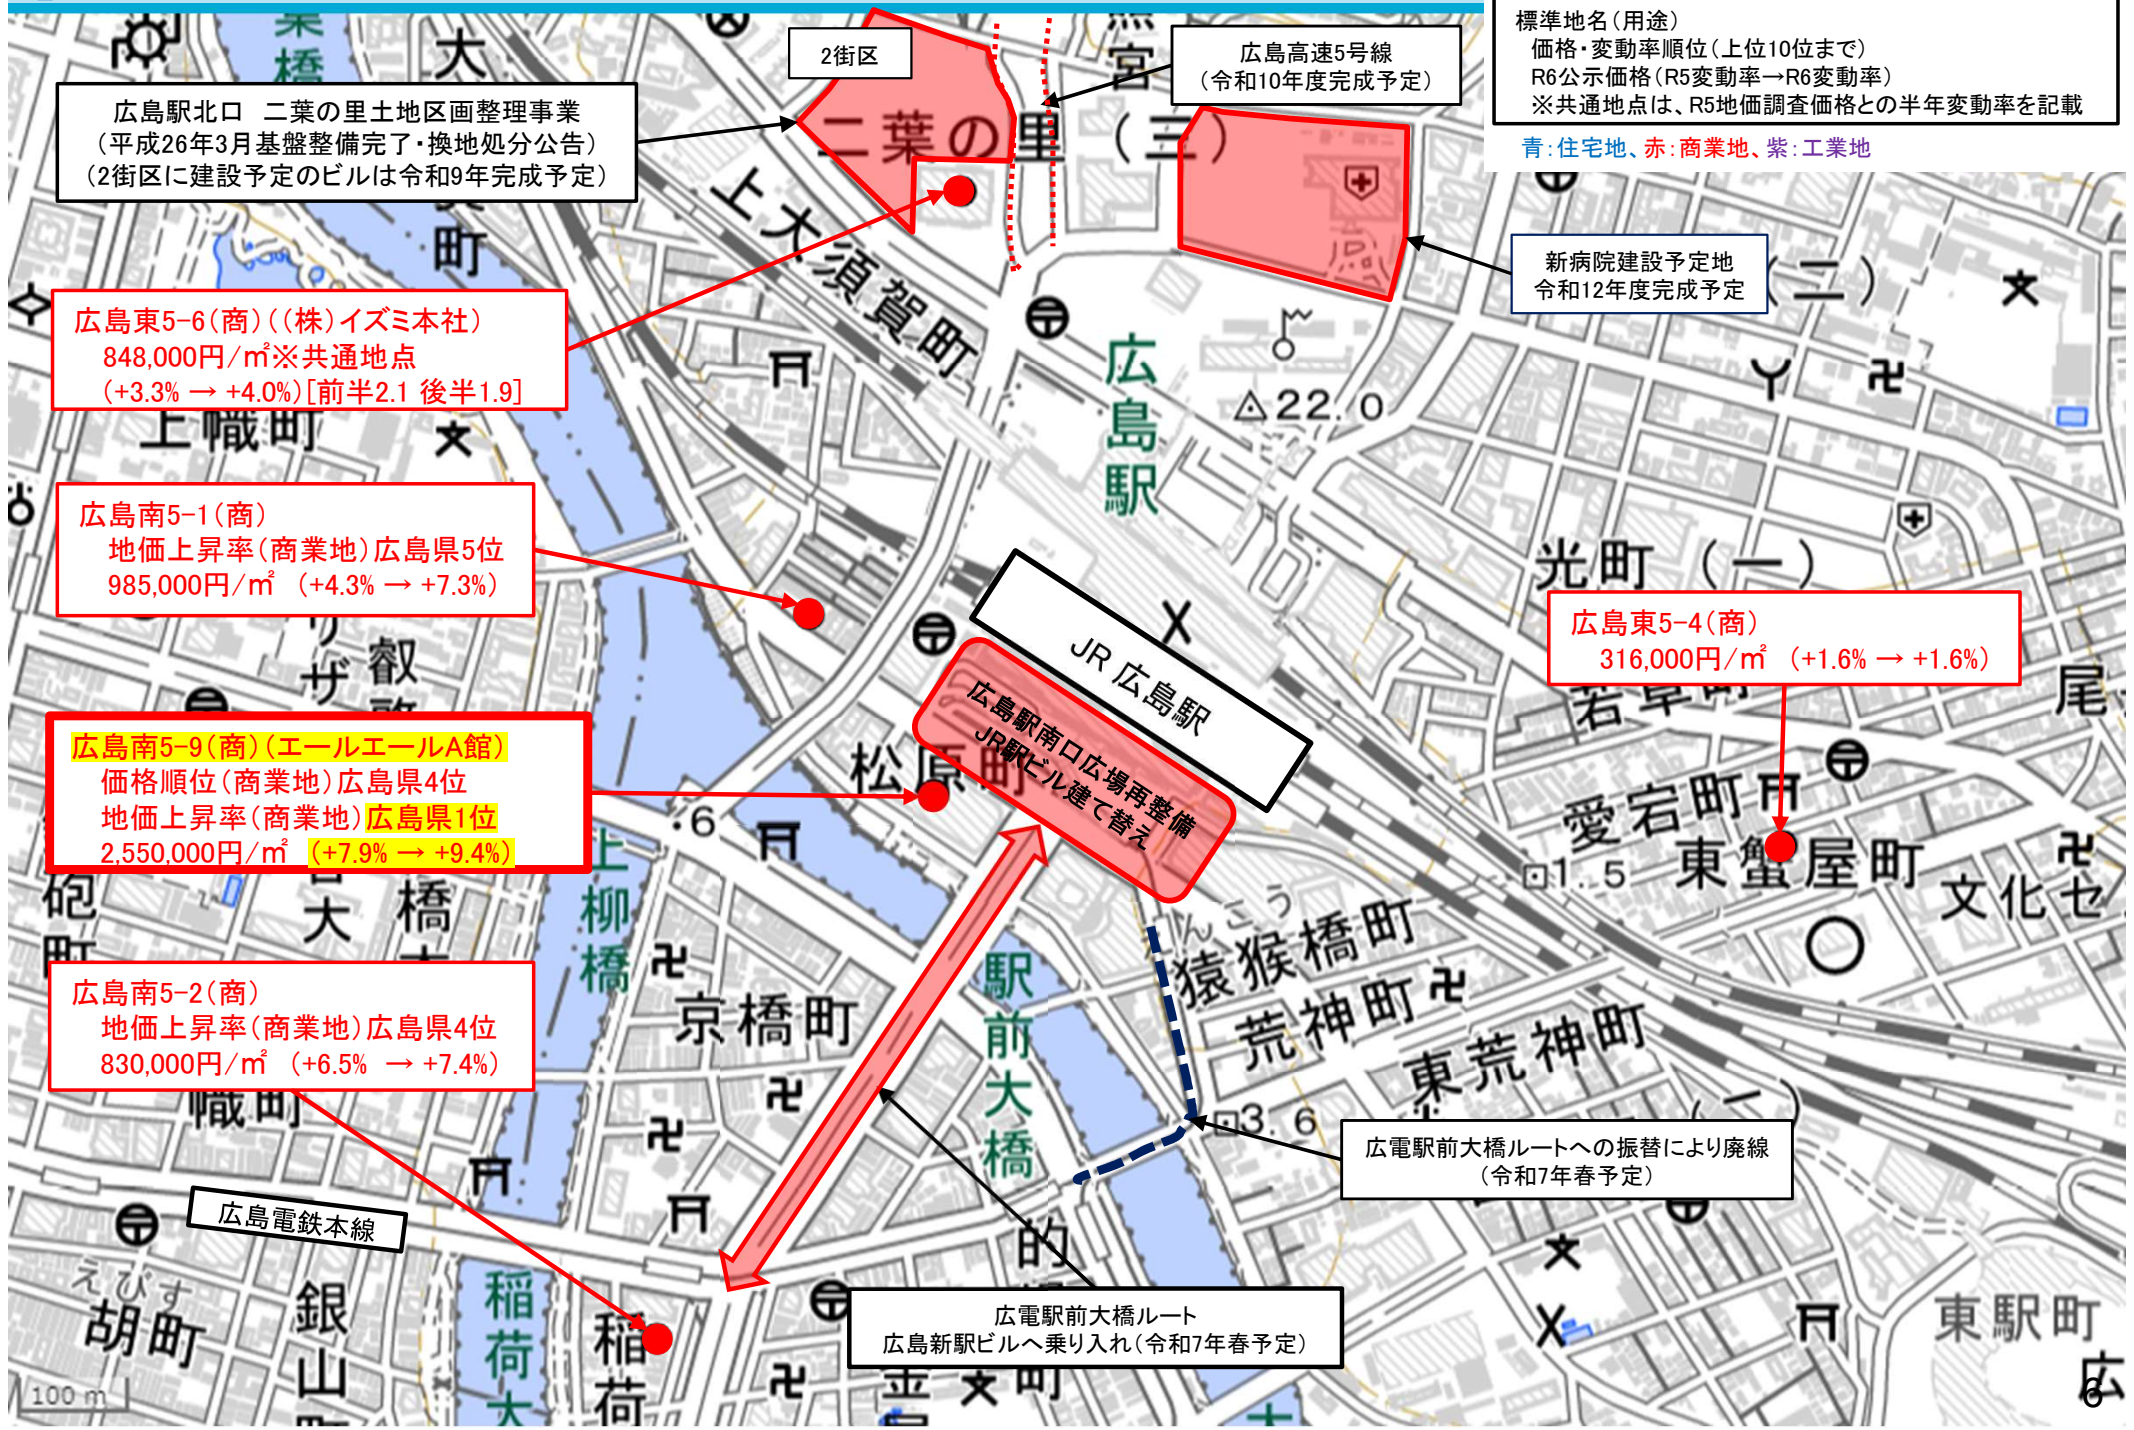 標準地名(用途)
価格・変動率順位(上位10位まで)
R6公示価格(R5変動率→R6変動率)
※共通地点は、R5地価調査価格との半年変動率を記載
青:住宅地、赤:商業地、紫:工業地
2街区
広島高速5号線
(令和10年度完成予定)
広島駅北口 二葉の里土地区画整理事業
(平成26年3月基盤整備完了・換地処分公告)
(2街区に建設予定のビルは令和9年完成予定)
二葉の里(三)
上大須賀町
新病院建設予定地
令和12年度完成予定
(二)
広島東5-6(商)((株)イズミ本社)
848,000円/㎡※共通地点
(+3.3% → +4.0%)[前半2.1 後半1.9]
上幟町
広島駅
22.0
広島南5-1(商)
地価上昇率(商業地)広島県5位
985,000円/㎡ (+4.3% → +7.3%)
光町(一)
広島東5-4(商)
316,000円/㎡ (+1.6% → +1.6%)
若草町
JR 広島駅
広島駅南口広場再整備
JR駅ビル建て替え
松原町
広島南5-9(商)(エールエールA館)
価格順位(商業地)広島県4位
地価上昇率(商業地)広島県1位
2,550,000円/㎡ (+7.9% → +9.4%)
愛宕町
東蟹屋町
1.5
文化セ
上柳橋
猿猴橋町
荒神町
東荒神町
京橋町
駅前大橋
広島南5-2(商)
地価上昇率(商業地)広島県4位
830,000円/㎡ (+6.5% → +7.4%)
幟町
3.6
広電駅前大橋ルートへの振替により廃線
(令和7年春予定)
広島電鉄本線
えびす
胡町
銀山
稲荷大
稲荷
広電駅前大橋ルート
広島新駅ビルへ乗り入れ(令和7年春予定)
東駅町
広
100 m
6